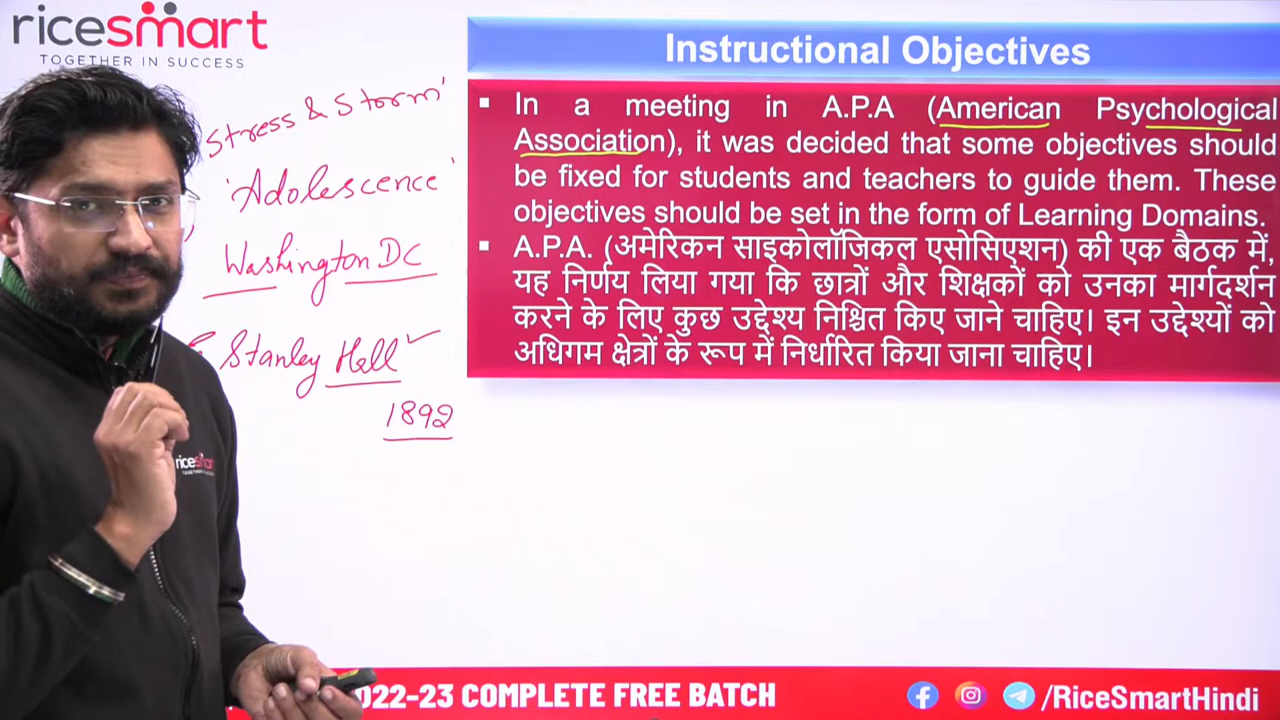 ricesmart
TOGETHER IN SUCCESS
Instructional Objectives
'Stress & Storm'
'Adolescence'
Washington DC
Stanley Hall
1892
▪ In a meeting in A.P.A (American Psychological
Association), it was decided that some objectives should
be fixed for students and teachers to guide them. These
objectives should be set in the form of Learning Domains.
▪ A.P.A. (अमेरिकन साइकोलॉजिकल एसोसिएशन) की एक बैठक में,
यह निर्णय लिया गया कि छात्रों और शिक्षकों को उनका मार्गदर्शन
करने के लिए कुछ उद्देश्य निश्चित किए जाने चाहिए। इन उद्देश्यों को
अधिगम क्षेत्रों के रूप में निर्धारित किया जाना चाहिए।
ricesmart
022-23 COMPLETE FREE BATCH
/RiceSmartHindi